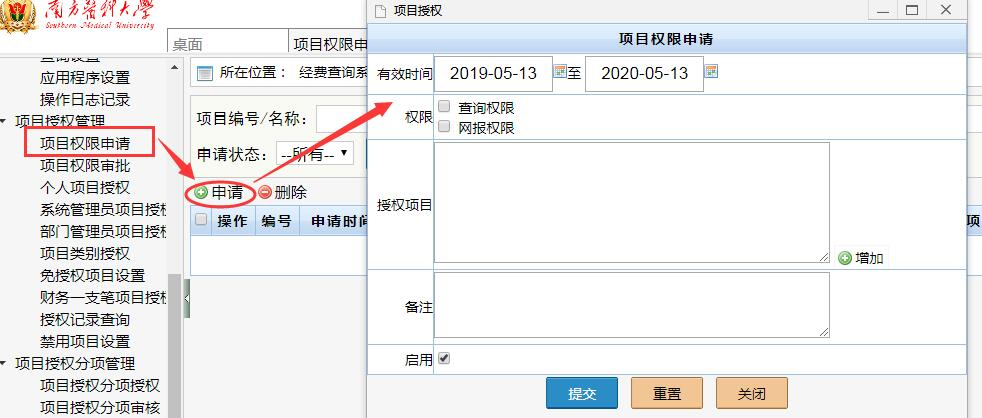 南方医科大学
Southern Medical University
桌面
项目权限申
应用程序设置
操作日志记录
项目授权管理
项目权限申请
项目权限审批
个人项目授权
系统管理员项目授权
部门管理员项目授权
项目类别授权
免授权项目设置
财务一支笔项目授权
授权记录查询
禁用项目设置
项目授权分项管理
项目授权分项授权
项目授权分项审核
所在位置： 经费查询系
项目编号/名称：
申请状态： --所有--
申请 删除
操作 编号 申请时间
项
项目授权
项目权限申请
有效时间 2019-05-13 至 2020-05-13
权限 查询权限
网报权限
授权项目
增加
备注
启用
提交 重置 关闭